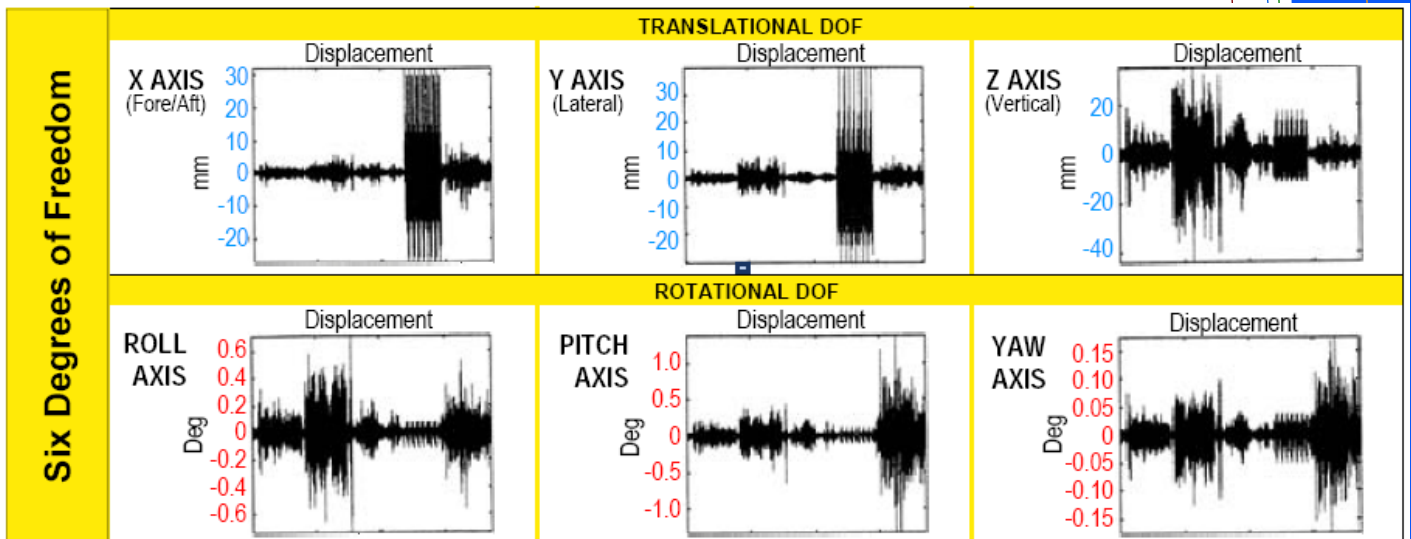 Six Degrees of Freedom
TRANSLATIONAL DOF
Displacement
X AXIS
(Fore/Aft)
mm
30
20
10
0
-10
-20
Displacement
Y AXIS
(Lateral)
mm
30
20
10
0
-10
-20
Displacement
Z AXIS
(Vertical)
mm
20
0
-20
-40
ROTATIONAL DOF
Displacement
ROLL
AXIS
Deg
0.6
0.4
0.2
0
-0.2
-0.4
-0.6
Displacement
PITCH
AXIS
Deg
1.0
0.5
0
-0.5
-1.0
Displacement
YAW
AXIS
Deg
0.15
0.10
0.05
0
-0.05
-0.10
-0.15